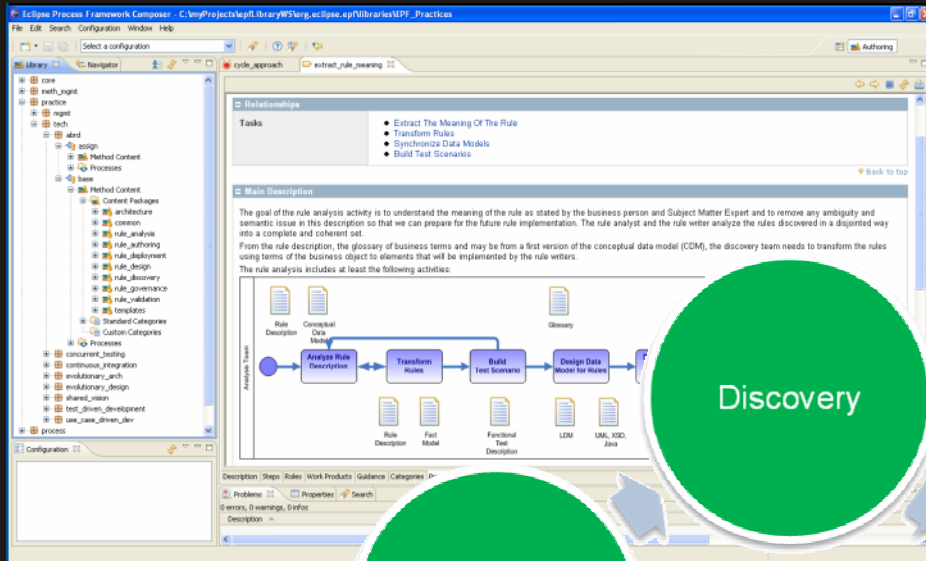 Eclipse Process Framework Composer - C:\myProjects\epfLibraryWS\org.eclipse.epf\libraries\EPF_Practices
File Edit Search Configuration Window Help
Select a configuration
Authoring
Library
Navigator
cycle_approach
extract_rule_meaning
core
meth_mgmt
practice
mgmt
tech
abrd
assign
Method Content
Processes
base
Method Content
Content Packages
architecture
common
rule_analysis
rule_authoring
rule_deployment
rule_design
rule_discovery
rule_governance
rule_validation
templates
Standard Categories
Custom Categories
Processes
concurrent_testing
continuous_integration
evolutionary_arch
evolutionary_design
shared_vision
test_driven_development
use_case_driven_dev
process
Configuration
Relationships
Tasks
Extract The Meaning Of The Rule
Transform Rules
Synchronize Data Models
Build Test Scenarios
Back to top
Main Description
The goal of the rule analysis activity is to understand the meaning of the rule as stated by the business person and Subject Matter Expert and to remove any ambiguity and
semantic issue in this description so that we can prepare for the future rule implementation. The rule analyst and the rule writer analyze the rules discovered in a disjointed way
into a complete and coherent set.
From the rule description, the glossary of business terms and may be from a first version of the conceptual data model (CDM), the discovery team needs to transform the rules
using terms of the business object to elements that will be implemented by the rule writers.
The rule analysis includes at least the following activities:
Analysis Team
Rule
Description
Conceptual
Data
Model
Glossary
Analyze Rule
Description
Transform
Rules
Build
Test Scenario
Design Data
Model for Rules
Rule
Description
Fact
Model
Functional
Test
Description
LDM
UML, XSD,
Java
Discovery
Description Steps Roles Work Products Guidance Categories
Problems
Properties
Search
0 errors, 0 warnings, 0 infos
Description